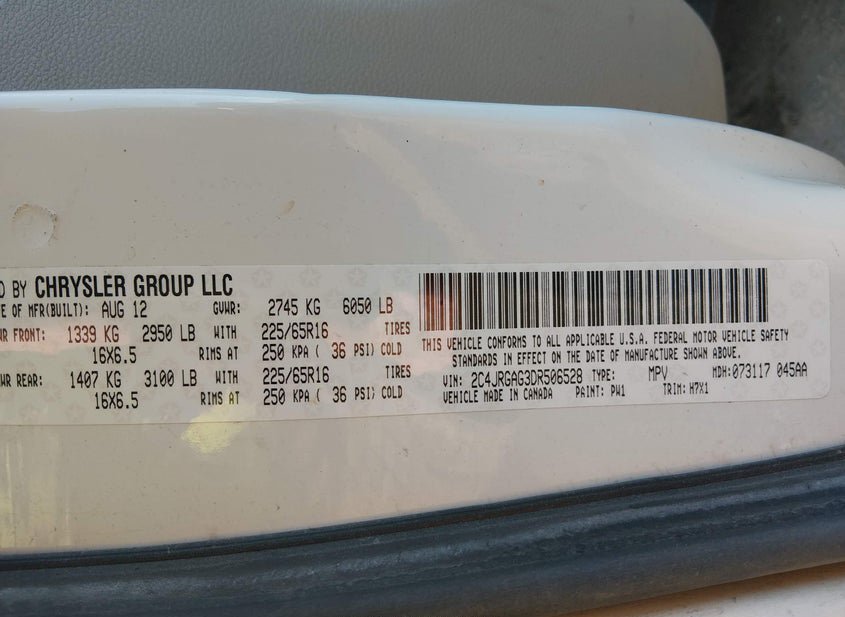 D BY CHRYSLER GROUP LLC
E OF MFR(BUILT): AUG 12 GVWR: 2745 KG 6050 LB
WR FRONT: 1339 KG 2950 LB WITH 225/65R16 TIRES
16X6.5 RIMS AT 250 KPA ( 36 PSI) COLD
WR REAR: 1407 KG 3100 LB WITH 225/65R16 TIRES
16X6.5 RIMS AT 250 KPA ( 36 PSI) COLD
THIS VEHICLE CONFORMS TO ALL APPLICABLE U.S.A. FEDERAL MOTOR VEHICLE SAFETY
STANDARDS IN EFFECT ON THE DATE OF MANUFACTURE SHOWN ABOVE.
VIN: 2C4JRGAG3DR506528 TYPE: MPV MDH: 073117 045AA
VEHICLE MADE IN CANADA PAINT: PW1 TRIM: H7X1